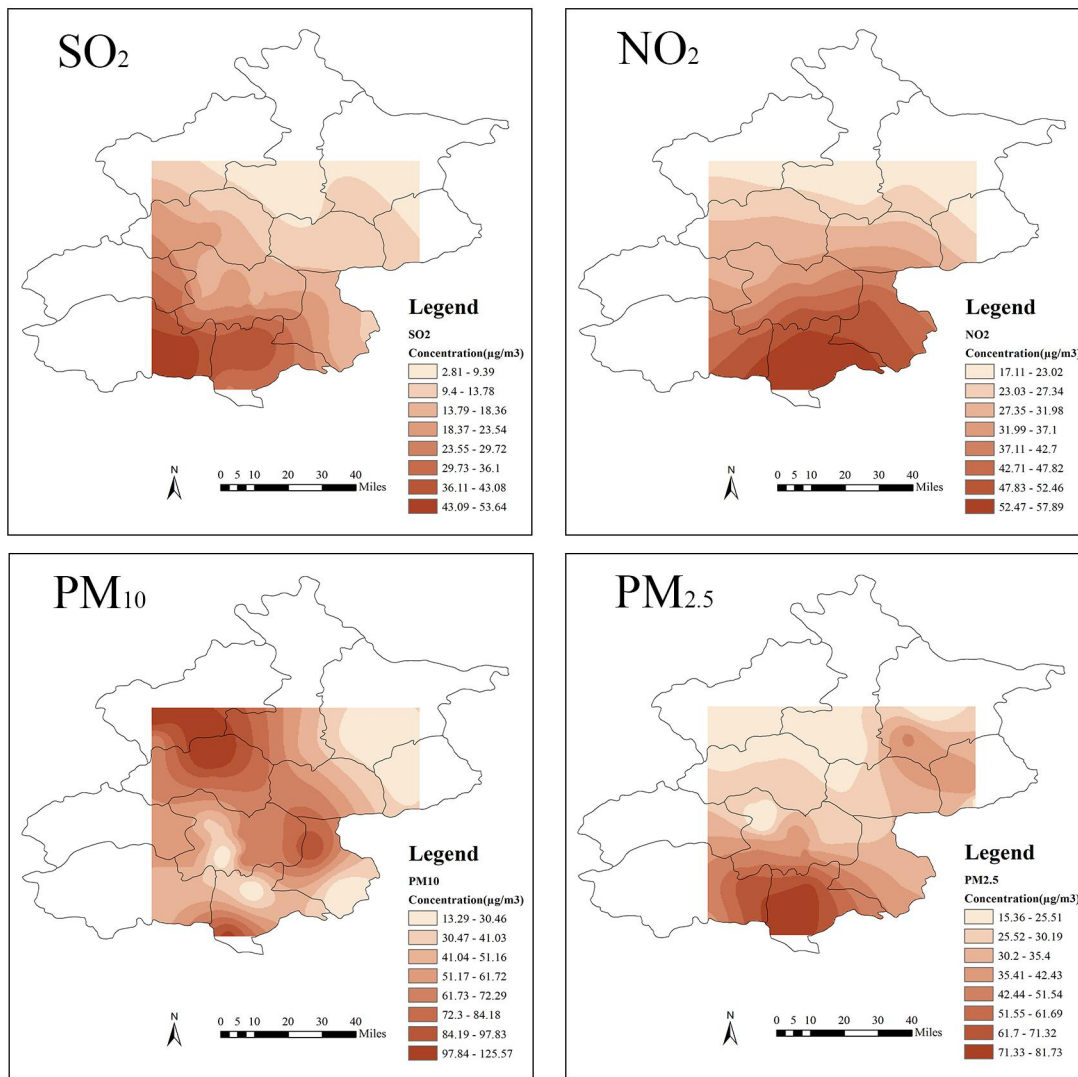 SO2
Legend
SO2
Concentration(µg/m3)
2.81 - 9.39
9.4 - 13.78
13.79 - 18.36
18.37 - 23.54
23.55 - 29.72
29.73 - 36.1
36.11 - 43.08
43.09 - 53.64
N
0 5 10 20 30 40
Miles
NO2
Legend
NO2
Concentration(µg/m3)
17.11 - 23.02
23.03 - 27.34
27.35 - 31.98
31.99 - 37.1
37.11 - 42.7
42.71 - 47.82
47.83 - 52.46
52.47 - 57.89
N
0 5 10 20 30 40
Miles
PM10
Legend
PM10
Concentration(µg/m3)
13.29 - 30.46
30.47 - 41.03
41.04 - 51.16
51.17 - 61.72
61.73 - 72.29
72.3 - 84.18
84.19 - 97.83
97.84 - 125.57
N
0 5 10 20 30 40
Miles
PM2.5
Legend
PM2.5
Concentration(µg/m3)
15.36 - 25.51
25.52 - 30.19
30.2 - 35.4
35.41 - 42.43
42.44 - 51.54
51.55 - 61.69
61.7 - 71.32
71.33 - 81.73
N
0 5 10 20 30 40
Miles